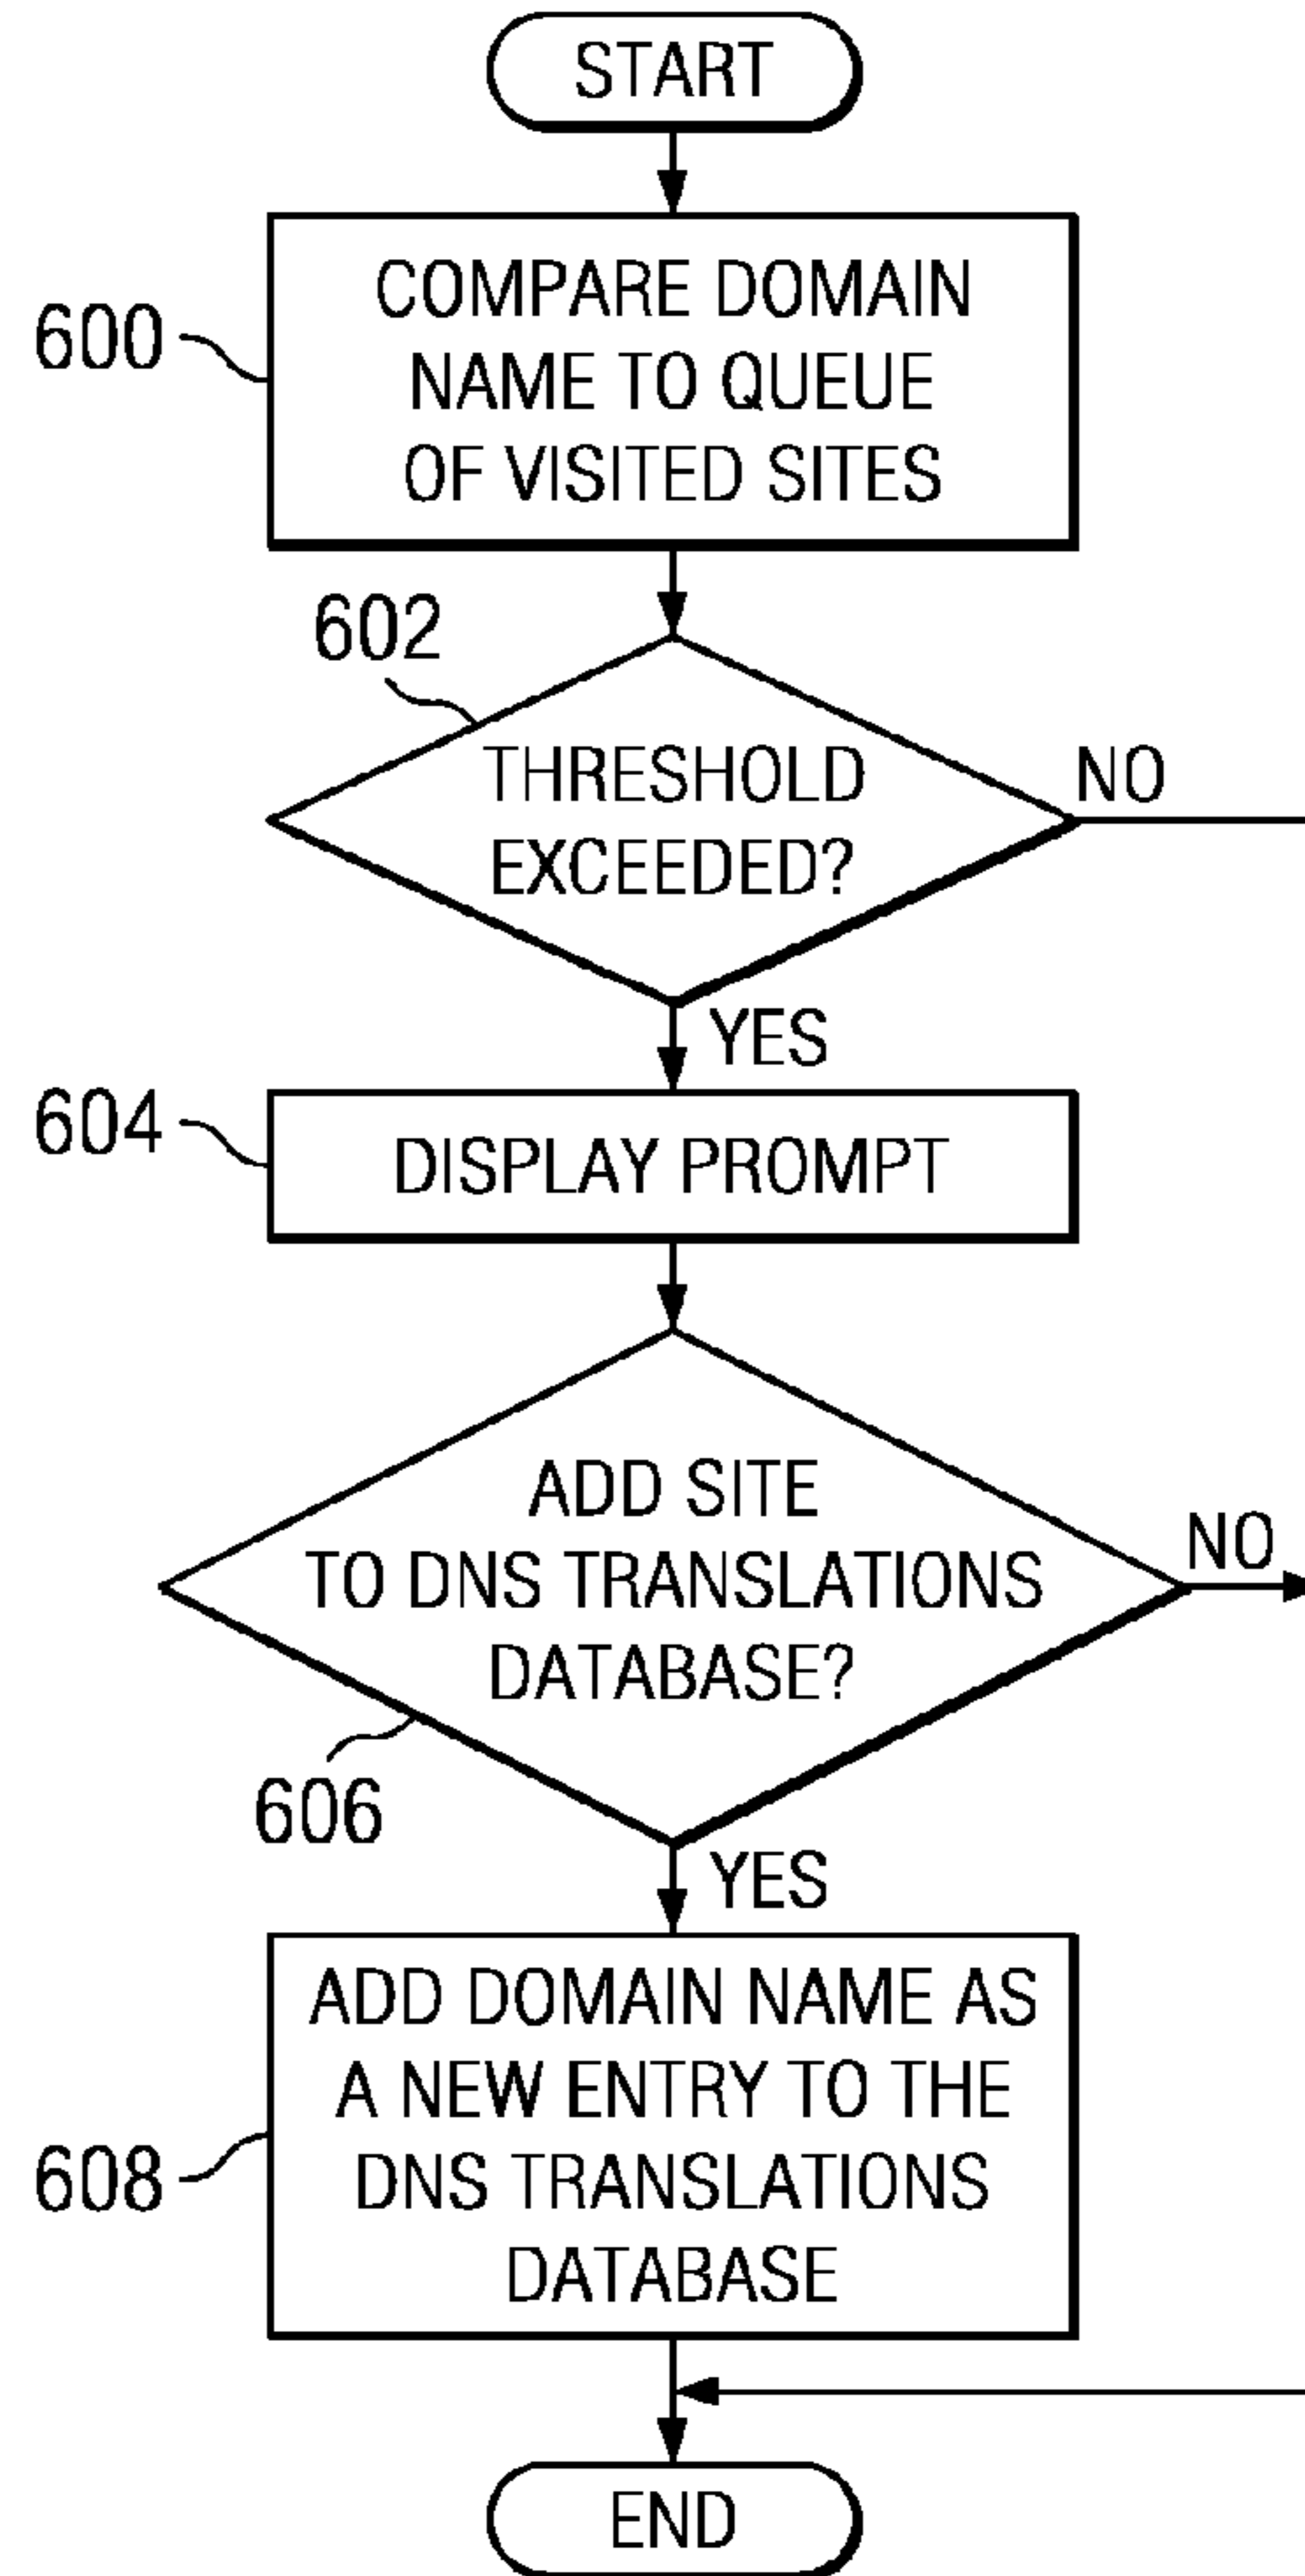 START
600
COMPARE DOMAIN
NAME TO QUEUE
OF VISITED SITES
602
THRESHOLD
EXCEEDED?
NO
YES
604
DISPLAY PROMPT
ADD SITE
TO DNS TRANSLATIONS
DATABASE?
NO
606
YES
608
ADD DOMAIN NAME AS
A NEW ENTRY TO THE
DNS TRANSLATIONS
DATABASE
END